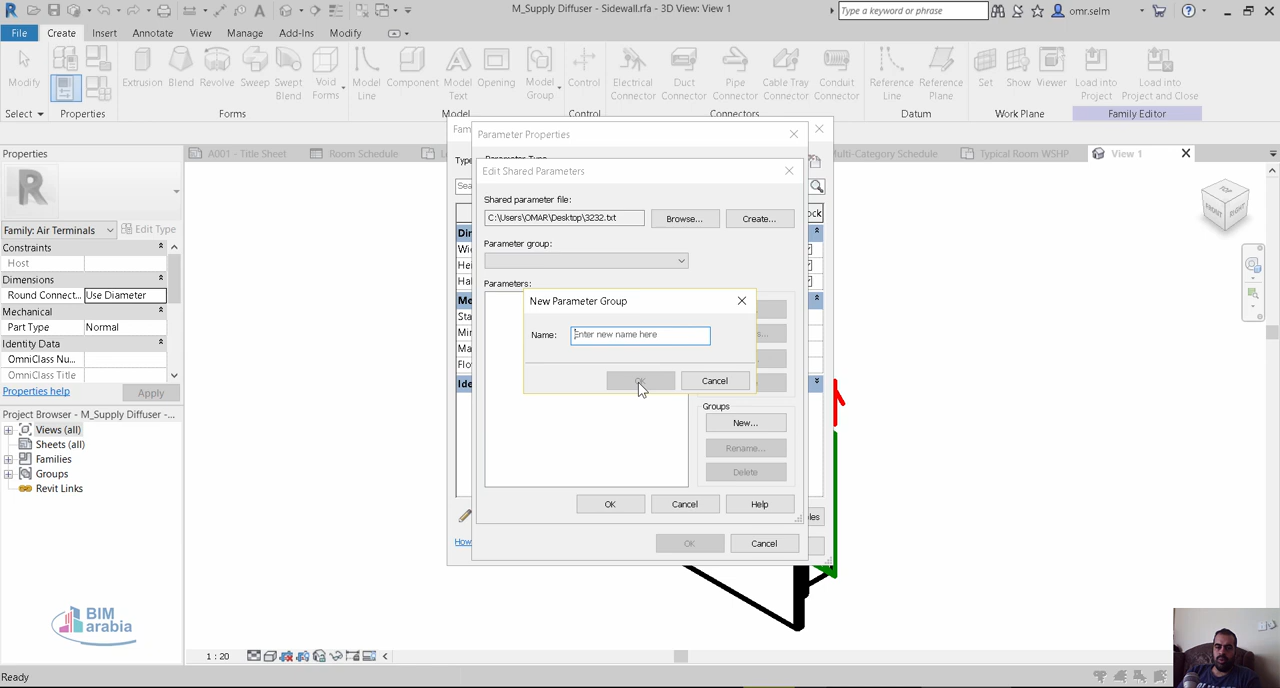 M_Supply Diffuser - Sidewall.rfa - 3D View: View 1
Type a keyword or phrase
omr.selm
File Create Insert Annotate View Manage Add-Ins Modify
Modify
Extrusion Blend Revolve Sweep Swept Blend Void Forms
Model Line Component Model Text Opening Model Group
Control
Electrical Connector Duct Connector Pipe Connector Cable Tray Connector Conduit Connector
Reference Line Reference Plane
Set Show Viewer
Load into Project Load into Project and Close
Select Properties Forms Model Control Connectors Datum Work Plane Family Editor
Properties
A001 - Title Sheet Room Schedule
ulti-Category Schedule Typical Room WSHP View 1
R
Family: Air Terminals Edit Type
Constraints
Host
Dimensions
Round Connect... Use Diameter
Mechanical
Part Type Normal
Identity Data
OmniClass Nu...
OmniClass Title
Properties help Apply
Project Browser - M_Supply Diffuser -...
Views (all)
Sheets (all)
Families
Groups
Revit Links
BIM
arabia
Parameter Properties
Edit Shared Parameters
Shared parameter file:
C:\Users\OMAR\Desktop\3232.txt Browse... Create...
Parameter group:
Parameters:
New Parameter Group
Name: Enter new name here
OK Cancel
Groups
New...
Rename...
Delete
OK Cancel Help
OK Cancel
TOP
FRONT
RIGHT
How
1 : 20
Ready